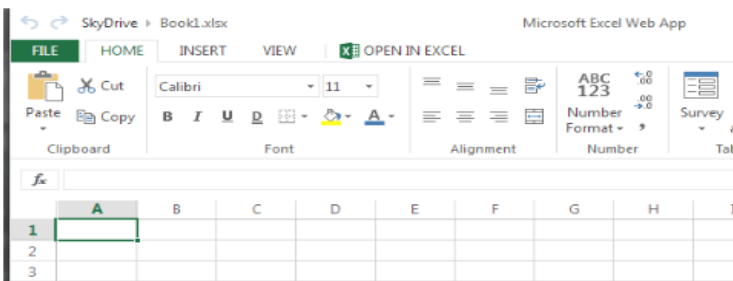 SkyDrive ▸ Book1.xlsx Microsoft Excel Web App
FILE HOME INSERT VIEW OPEN IN EXCEL
Cut Calibri 11 ABC
123
Paste Copy B I U D A Number
Format Survey
Clipboard Font Alignment Number
fx
A B C D E F G H
1
2
3